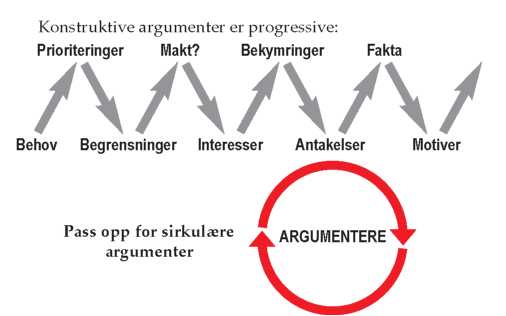 Konstruktive argumenter er progressive:
Prioriteringer Makt? Bekymringer Fakta
Behov Begrensninger Interesser Antakelser Motiver
Pass opp for sirkulære
argumenter
ARGUMENTERE